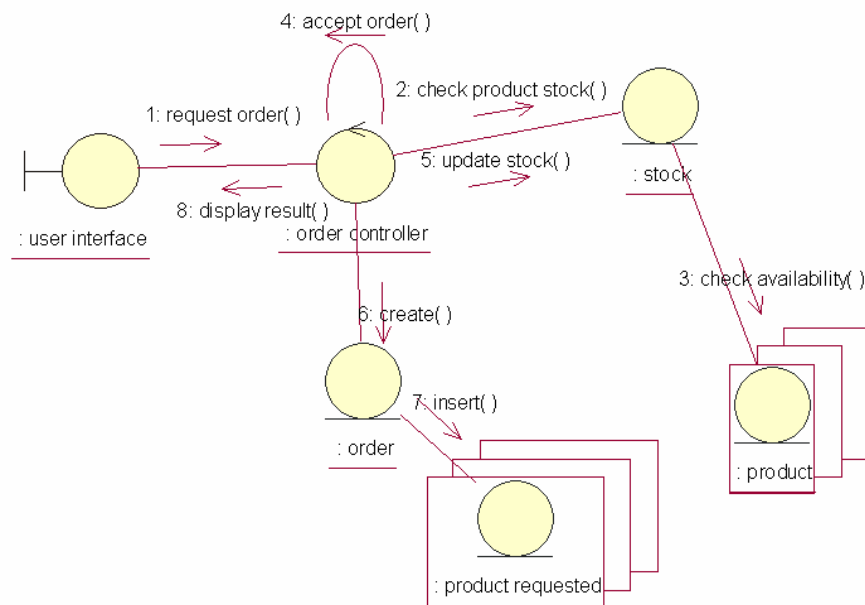 4: accept order( )
2: check product stock( )
1: request order( )
5: update stock( )
: stock
8: display result( )
: user interface
: order controller
3: check availability( )
6: create( )
7: insert( )
: order
: product
: product requested